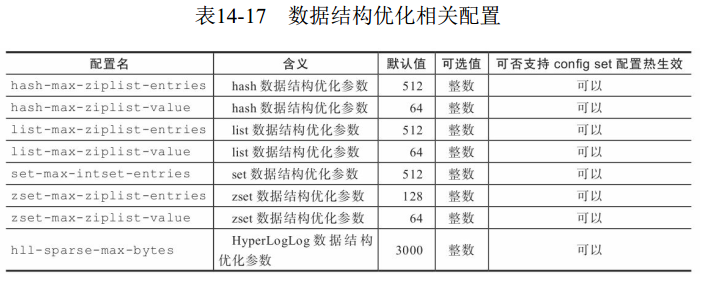 表14-17 数据结构优化相关配置
配置名 含义 默认值 可选值 可否支持 config set 配置热生效
hash-max-ziplist-entries hash 数据结构优化参数 512 整数 可以
hash-max-ziplist-value hash 数据结构优化参数 64 整数 可以
list-max-ziplist-entries list 数据结构优化参数 512 整数 可以
list-max-ziplist-value list 数据结构优化参数 64 整数 可以
set-max-intset-entries set 数据结构优化参数 512 整数 可以
zset-max-ziplist-entries zset 数据结构优化参数 128 整数 可以
zset-max-ziplist-value zset 数据结构优化参数 64 整数 可以
hll-sparse-max-bytes HyperLogLog 数据结构
优化参数 3000 整数 可以